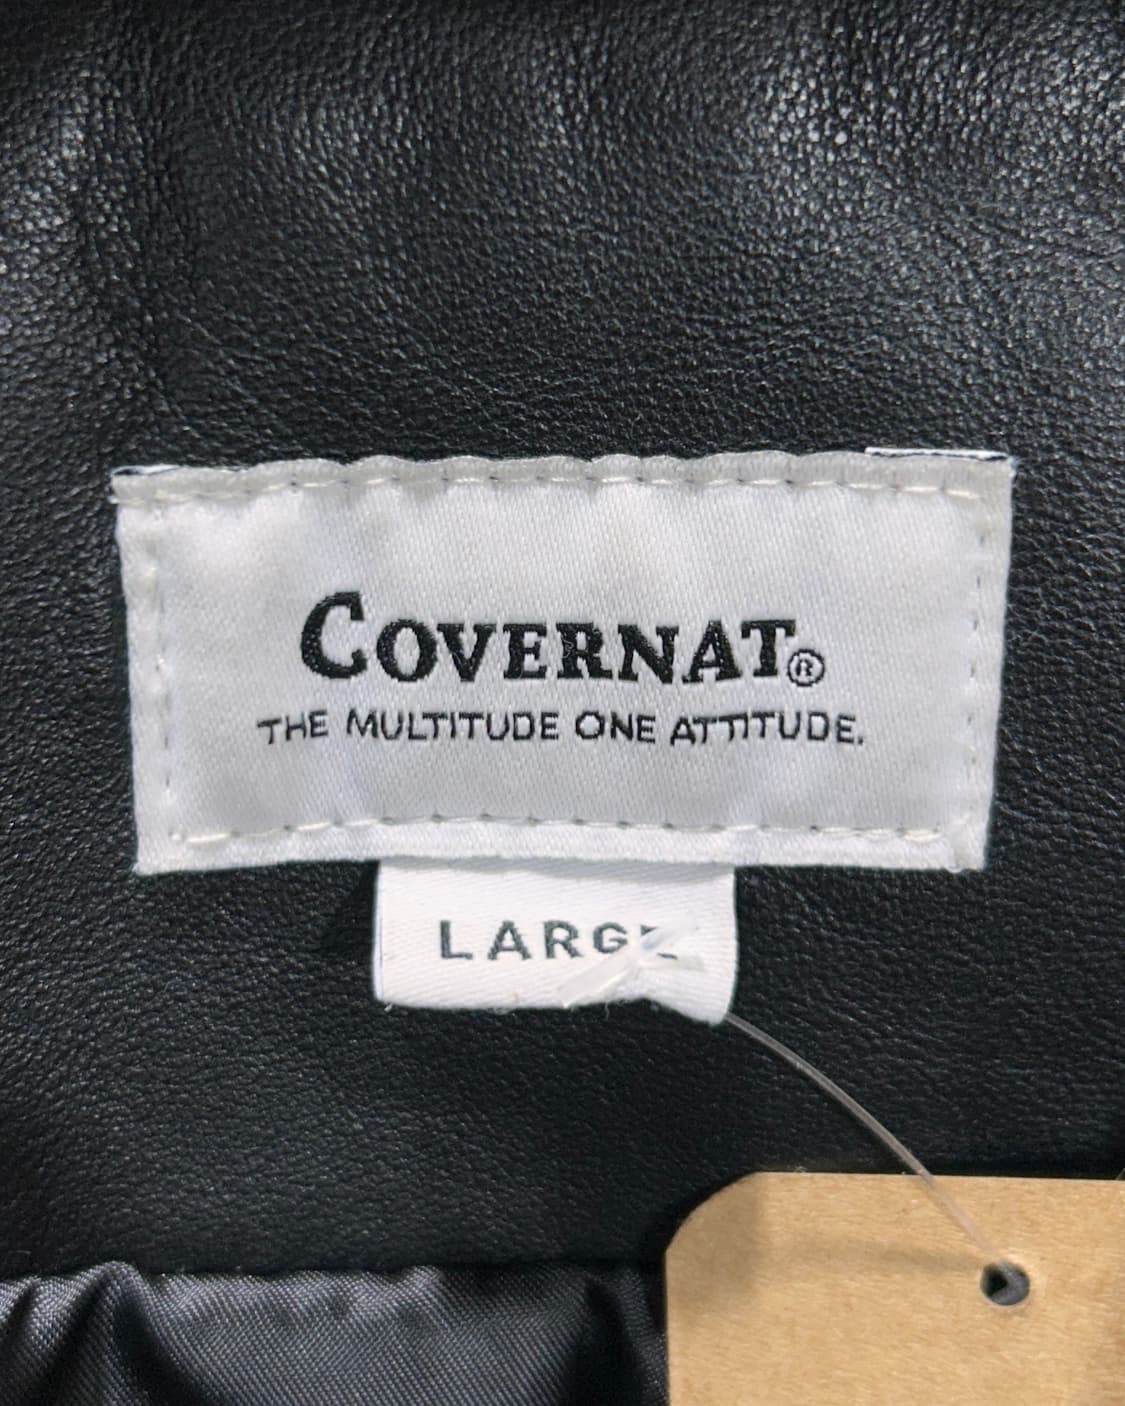 COVERNAT®
THE MULTITUDE ONE ATTITUDE.
LARGE